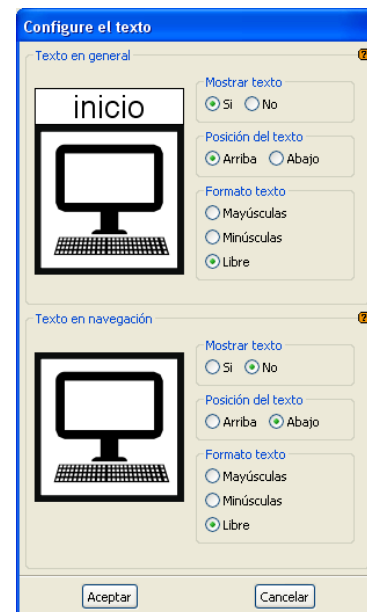 Configure el texto
Texto en general
?
inicio
Mostrar texto
Si No
Posición del texto
Arriba Abajo
Formato texto
Mayúsculas
Minúsculas
Libre
Texto en navegación
?
Mostrar texto
Si No
Posición del texto
Arriba Abajo
Formato texto
Mayúsculas
Minúsculas
Libre
Aceptar Cancelar